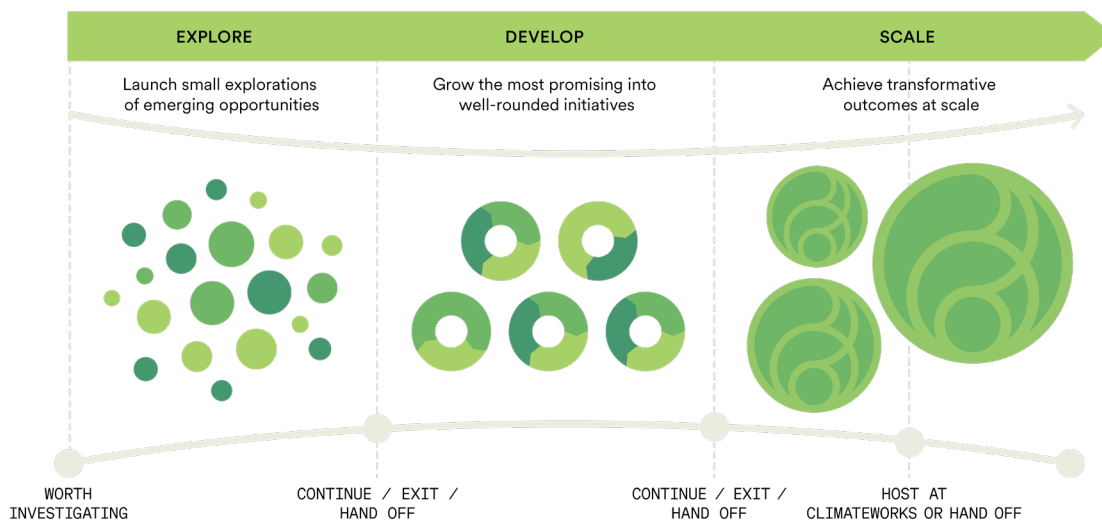 EXPLORE
DEVELOP
SCALE
Launch small explorations
of emerging opportunities
Grow the most promising into
well-rounded initiatives
Achieve transformative
outcomes at scale
WORTH
INVESTIGATING
CONTINUE / EXIT /
HAND OFF
CONTINUE / EXIT /
HAND OFF
HOST AT
CLIMATEWORKS OR HAND OFF